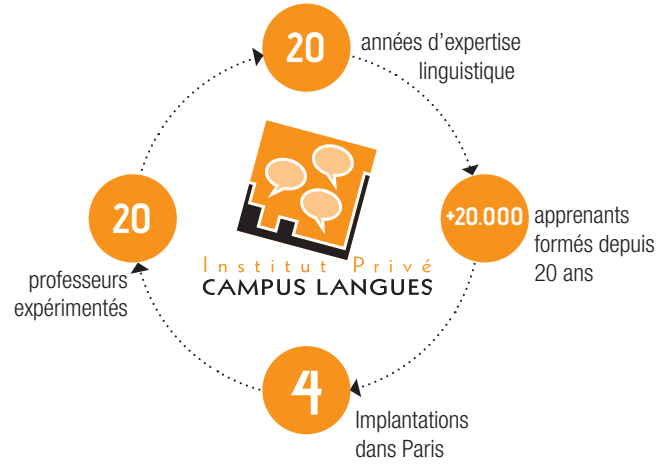 20
années d'expertise
linguistique
+20.000
apprenants
formés depuis
20 ans
4
Implantations
dans Paris
20
professeurs
expérimentés
Institut Privé
CAMPUS LANGUES